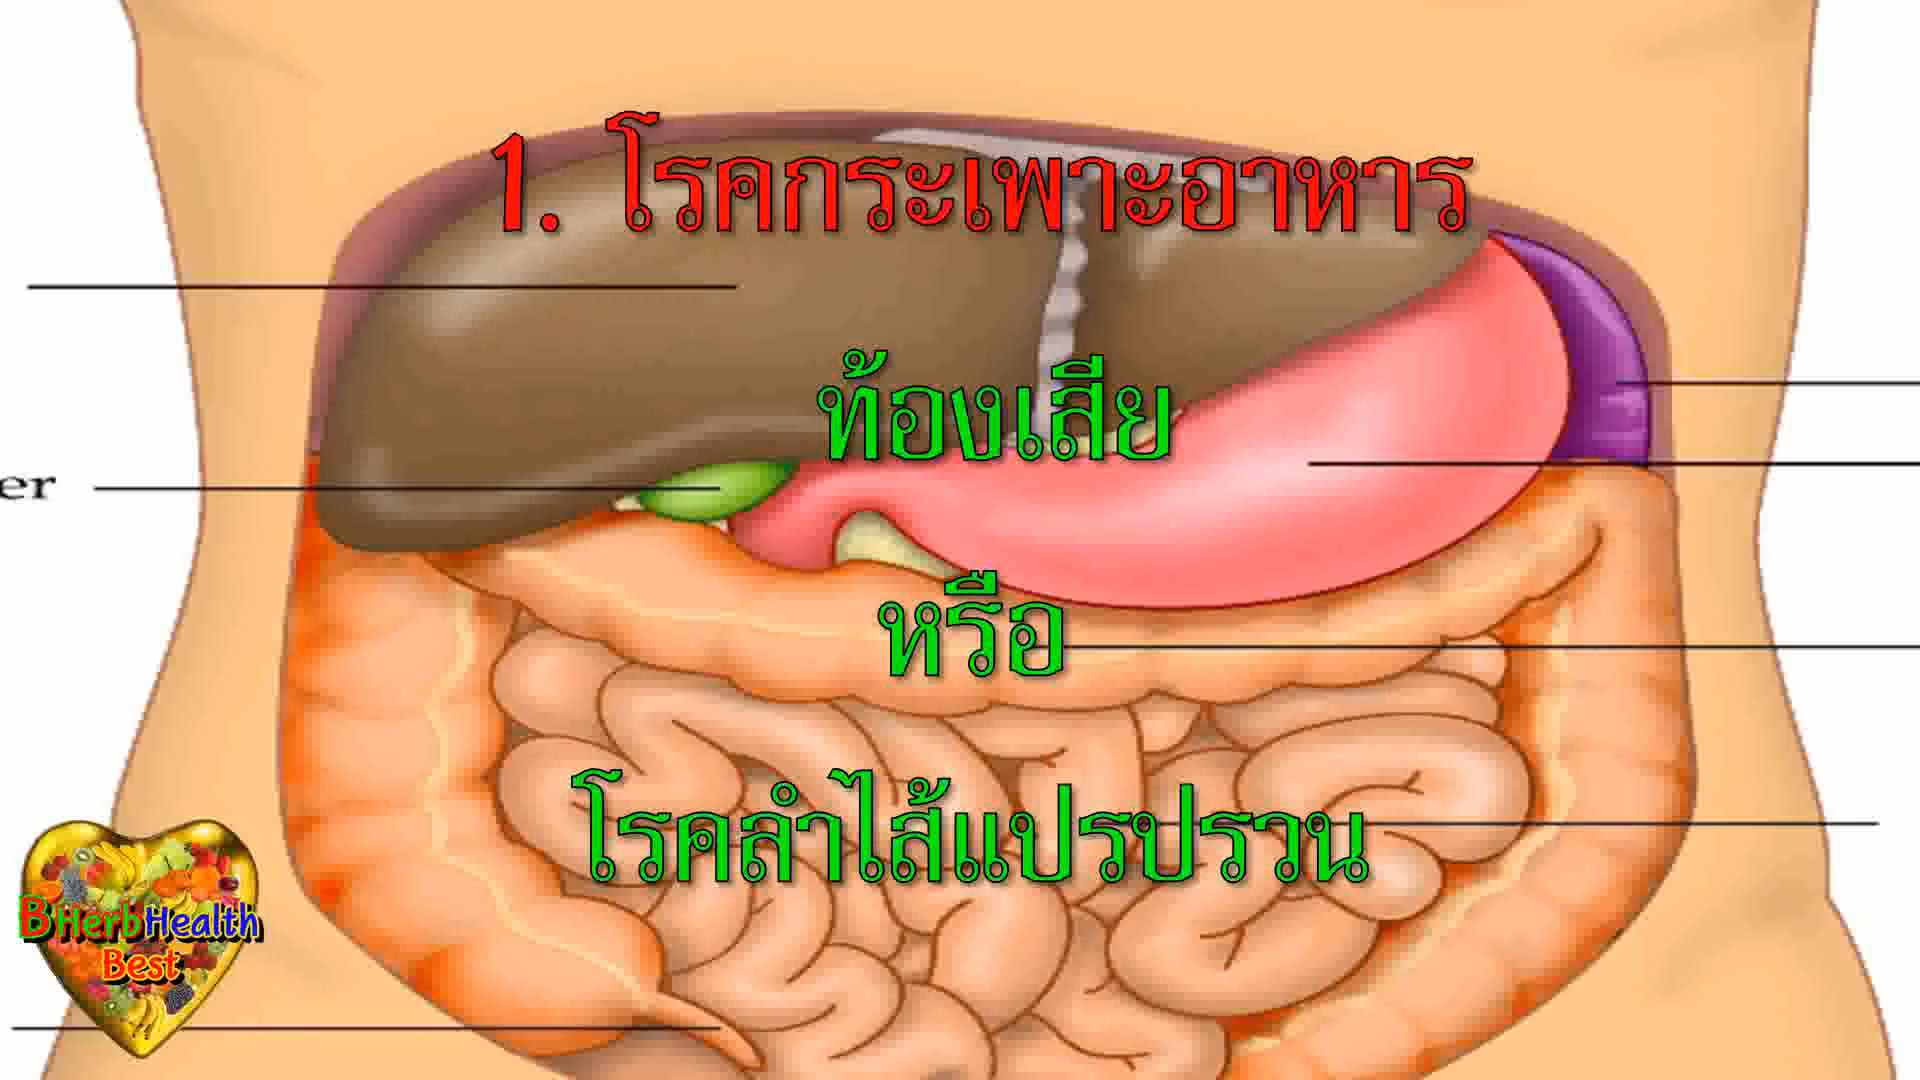 1. โรคกระเพาะอาหาร
ท้องเสีย
er
หรือ
โรคลำไส้แปรปรวน
BHerbHealth
Best